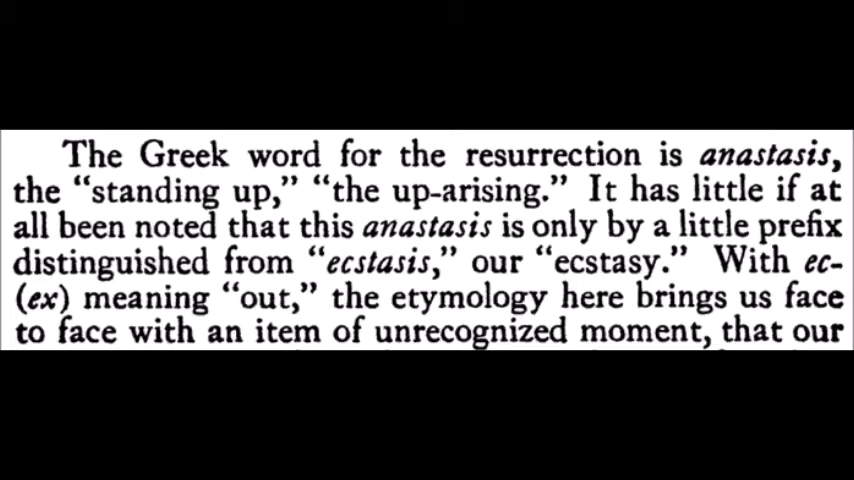 The Greek word for the resurrection is anastasis,
the “standing up,” “the up-arising.” It has little if at
all been noted that this anastasis is only by a little prefix
distinguished from “ecstasis,” our “ecstasy.” With ec-
(ex) meaning “out,” the etymology here brings us face
to face with an item of unrecognized moment, that our